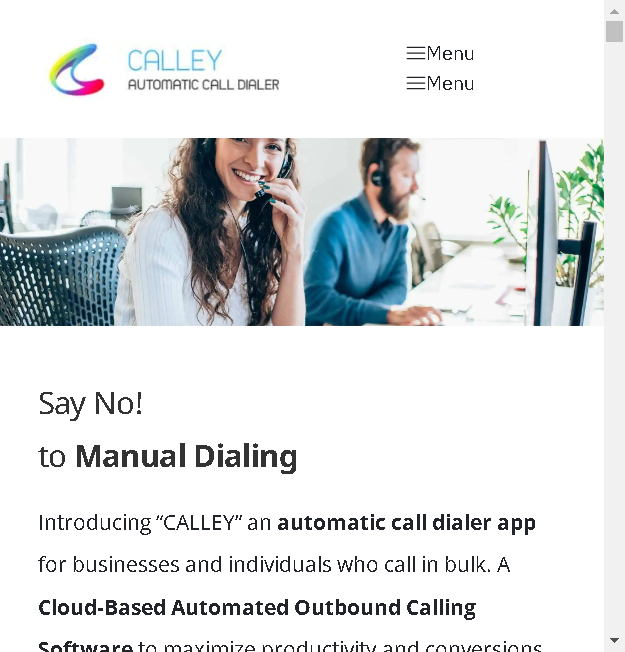 CALLEY
AUTOMATIC CALL DIALER
Menu
Menu
Say No!
to Manual Dialing
Introducing “CALLEY” an automatic call dialer app
for businesses and individuals who call in bulk. A
Cloud-Based Automated Outbound Calling
Software to maximize productivity and conversions